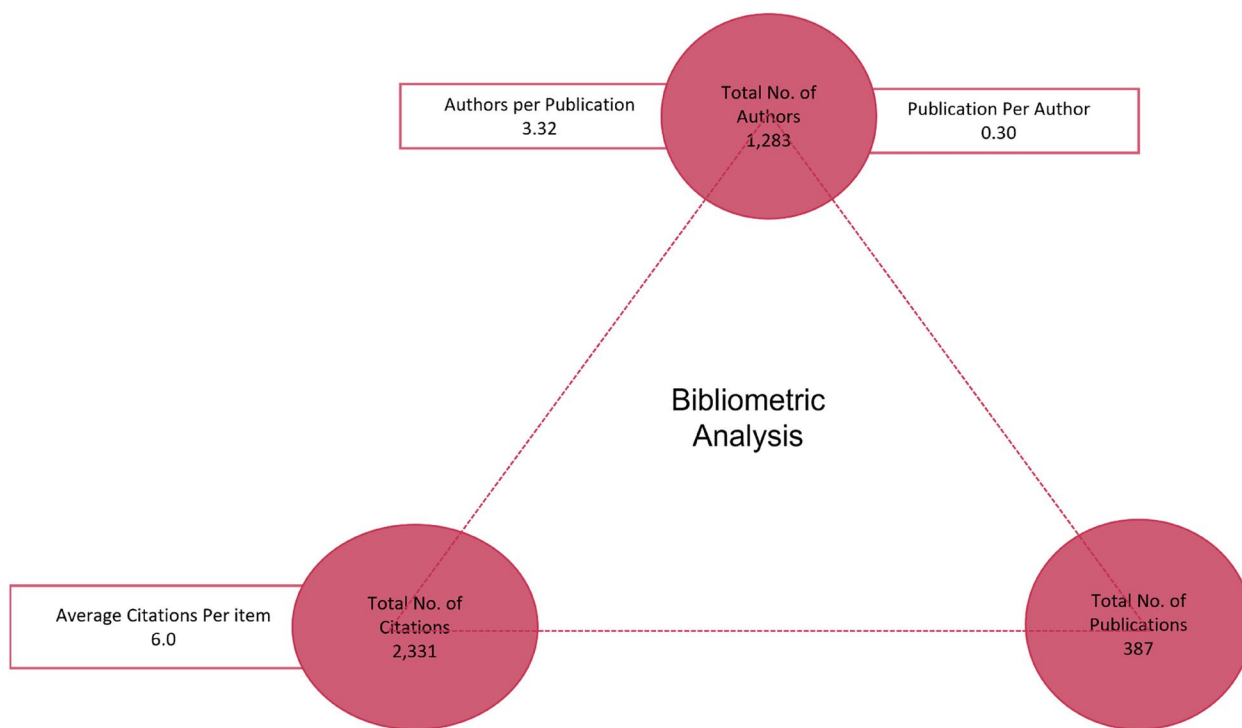 Total No. of
Authors
1,283
Authors per Publication
3.32
Publication Per Author
0.30
Bibliometric
Analysis
Average Citations Per item
6.0
Total No. of
Citations
2,331
Total No. of
Publications
387